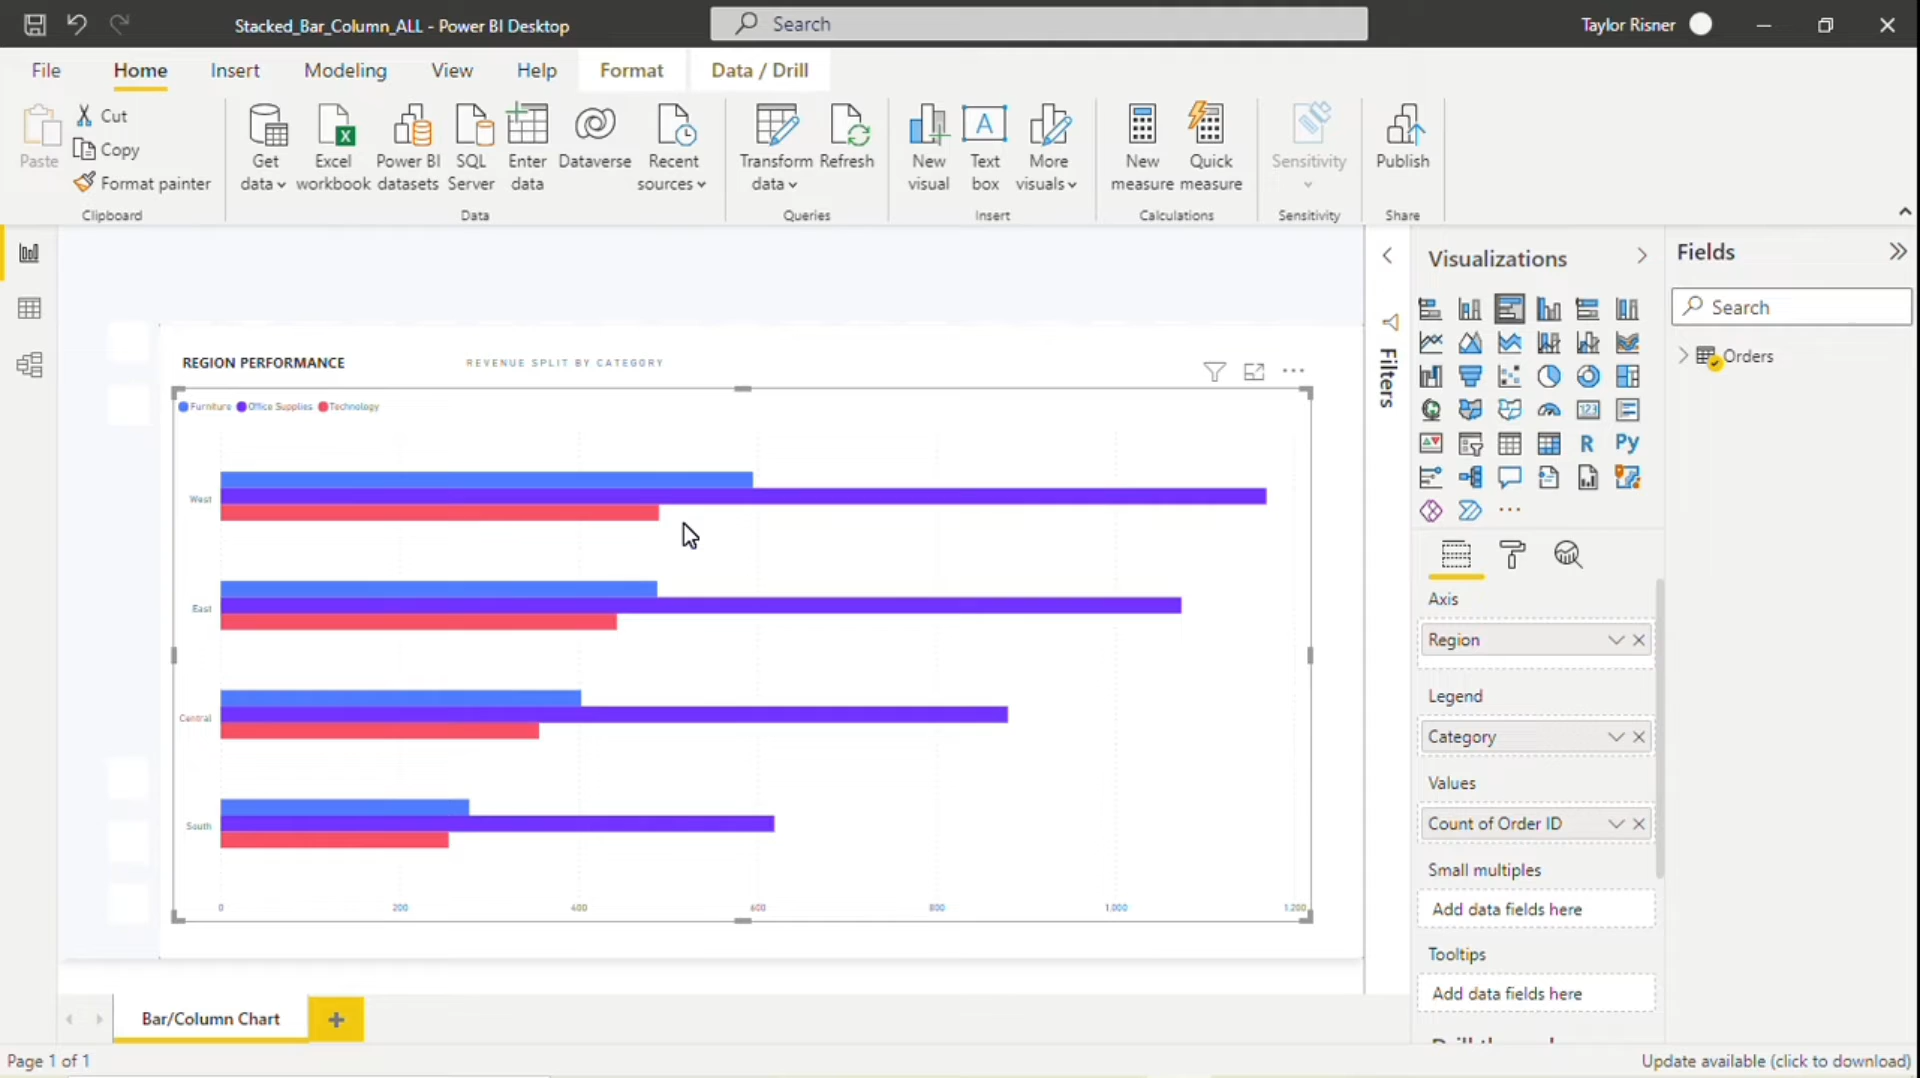 Stacked_Bar_Column_ALL - Power BI Desktop
Search
Taylor Risner
File Home Insert Modeling View Help Format Data / Drill
Paste
Cut
Copy
Format painter
Clipboard
Get data
Excel workbook
Power BI datasets
SQL Server
Enter data
Dataverse
Recent sources
Data
Transform data
Refresh
Queries
New visual
Text box
More visuals
Insert
New measure
Quick measure
Calculations
Sensitivity
Sensitivity
Publish
Share
REGION PERFORMANCE
REVENUE SPLIT BY CATEGORY
Furniture Office Supplies Technology
West
East
Central
South
0 200 400 600 800 1,000 1,200
Filters
Visualizations
123
R
Py
Axis
Region
Legend
Category
Values
Count of Order ID
Small multiples
Add data fields here
Tooltips
Add data fields here
Fields
Search
Orders
Bar/Column Chart
Page 1 of 1
Update available (click to download)